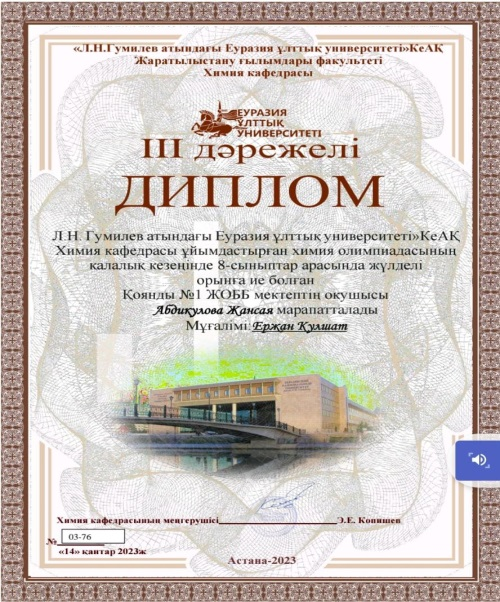 «Л.Н.Гумилев атындағы Еуразия ұлттық университеті»КеАҚ
Жаратылыстану ғылымдары факультеті
Химия кафедрасы
ЕУРАЗИЯ
ҰЛТТЫҚ
УНИВЕРСИТЕТІ
III дәрежелі
ДИПЛОМ
Л Н. Гумилев атындағы Еуразия ұлттық университеті»КеАҚ
Химия кафедрасы ұйымдастырған химия олимпиадасының
қалалық кезеңінде 8-сыныптар арасында жүлделі
орынға ие болған
Қоянды №1 ЖОББ мектептің оқушысы
Абдиқулова Жансая марапатталады
Мұғалімі: Ержан Кулшат
Химия кафедрасының меңгерушісі Э.Е. Копишев
№ 03-76
«14» қаңтар 2023ж
Астана-2023